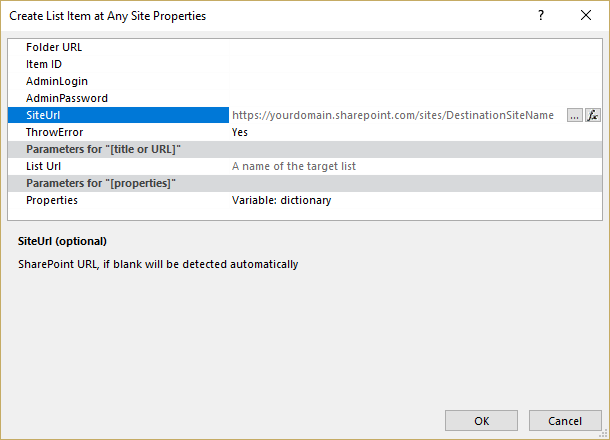 Create List Item at Any Site Properties
Folder URL
Item ID
AdminLogin
AdminPassword
SiteUrl https://yourdomain.sharepoint.com/sites/DestinationSiteName ... fx
ThrowError Yes
Parameters for "[title or URL]"
List Url A name of the target list
Parameters for "[properties]"
Properties Variable: dictionary
SiteUrl (optional)
SharePoint URL, if blank will be detected automatically
OK Cancel